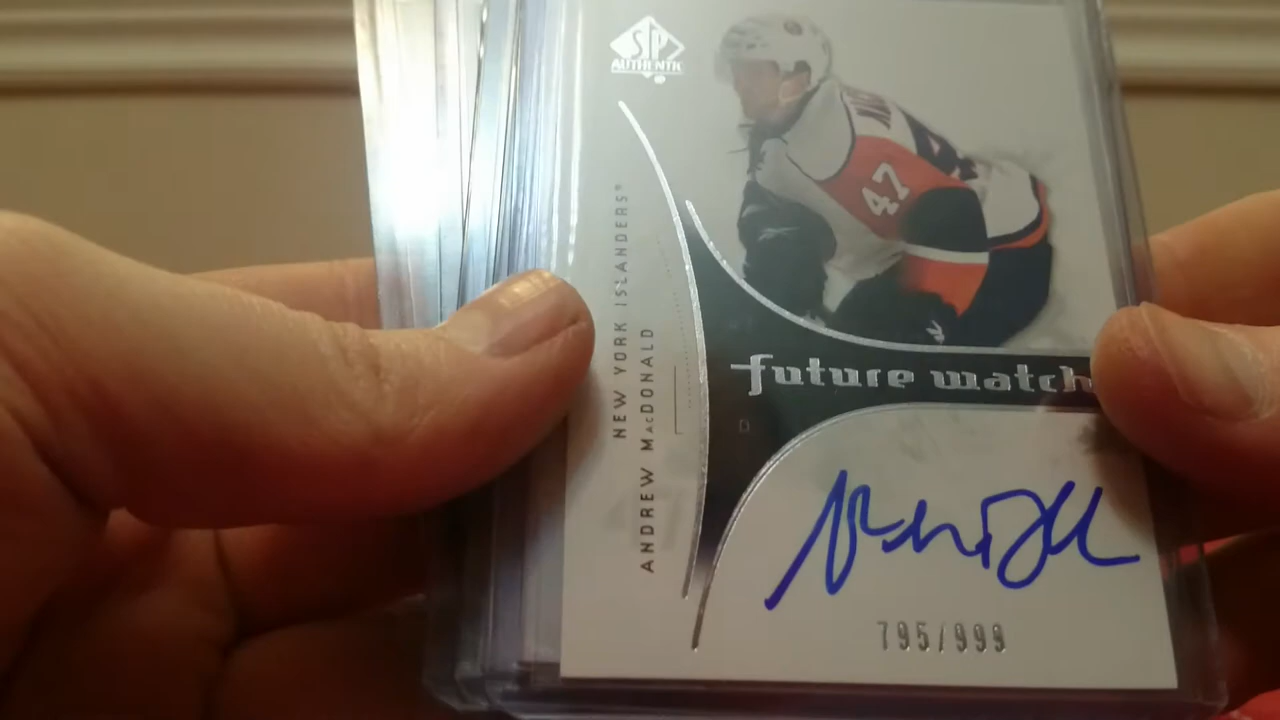 SP
AUTHENTIC
47
NEW YORK ISLANDERS®
ANDREW MacDONALD
future watch
795/999